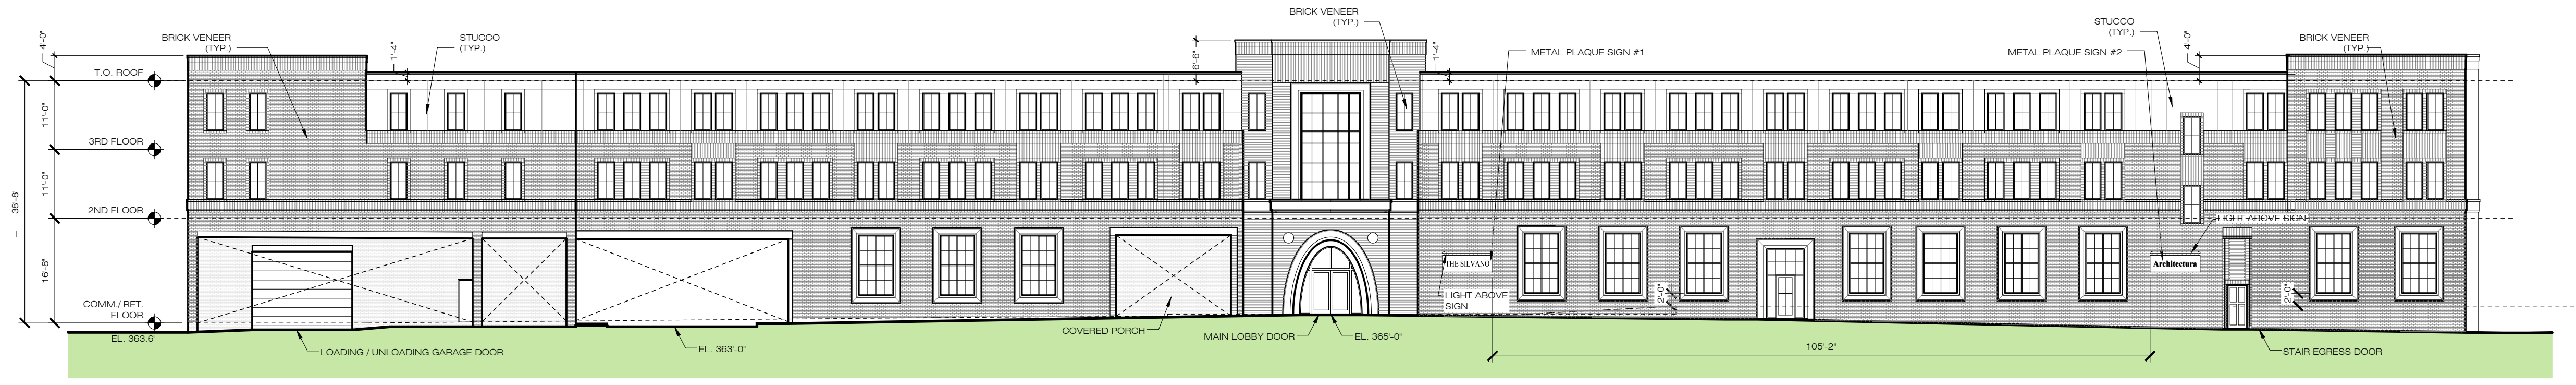 4'-0"
BRICK VENEER
(TYP.)
1'-4"
STUCCO
(TYP.)
6'-6"
BRICK VENEER
(TYP.)
1'-4"
METAL PLAQUE SIGN #1
METAL PLAQUE SIGN #2
STUCCO
(TYP.)
4'-0"
BRICK VENEER
(TYP.)
T.O. ROOF
11'-0"
3RD FLOOR
11'-0"
38'-8"
2ND FLOOR
16'-8"
COMM./ RET.
FLOOR
EL. 363.6'
LOADING / UNLOADING GARAGE DOOR
EL. 363'-0"
COVERED PORCH
MAIN LOBBY DOOR
EL. 365'-0"
THE SILVANO
LIGHT ABOVE
SIGN
2'-0"
105'-2"
LIGHT ABOVE SIGN
Architectura
2'-0"
STAIR EGRESS DOOR